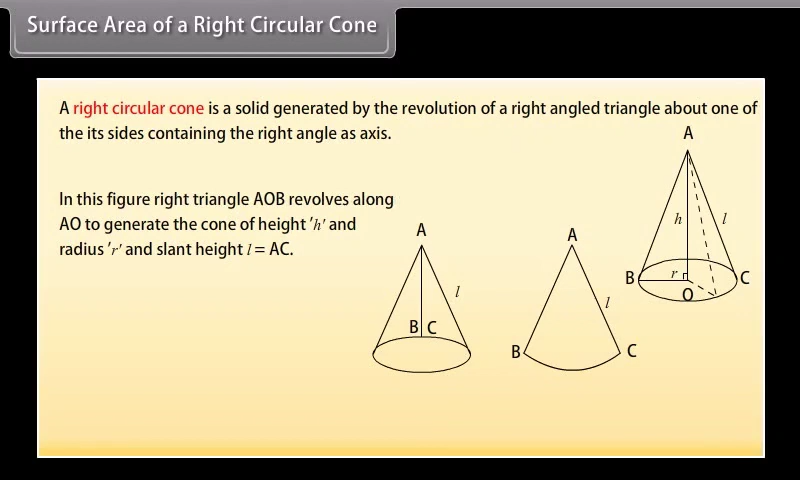 Surface Area of a Right Circular Cone
A right circular cone is a solid generated by the revolution of a right angled triangle about one of
the its sides containing the right angle as axis.
In this figure right triangle AOB revolves along
AO to generate the cone of height 'h' and
radius 'r' and slant height l = AC.
A
h
l
B
r
O
C
A
l
B C
A
l
B
C